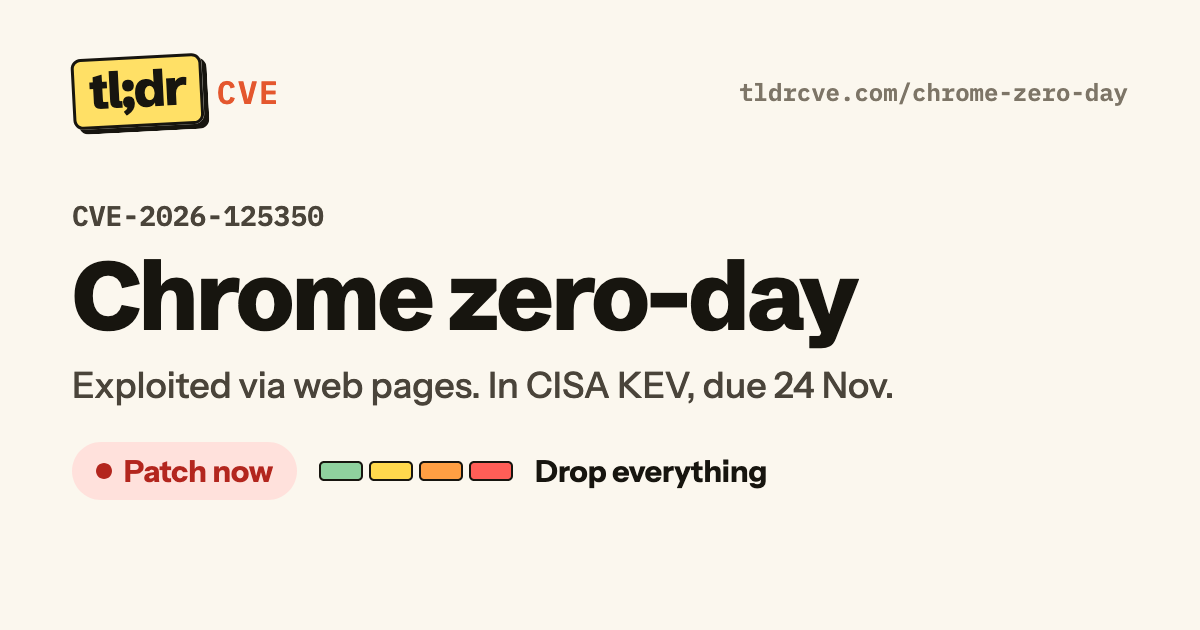 tl;dr CVE
tldrcve.com/chrome-zero-day
CVE-2026-125350
Chrome zero-day
Exploited via web pages. In CISA KEV, due 24 Nov.
Patch now Drop everything